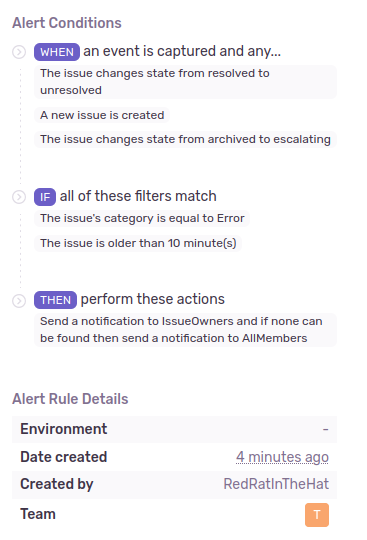 Alert Conditions
WHEN an event is captured and any...
The issue changes state from resolved to
unresolved
A new issue is created
The issue changes state from archived to escalating
IF all of these filters match
The issue's category is equal to Error
The issue is older than 10 minute(s)
THEN perform these actions
Send a notification to IssueOwners and if none can
be found then send a notification to AllMembers
Alert Rule Details
Environment -
Date created 4 minutes ago
Created by RedRatInTheHat
Team T